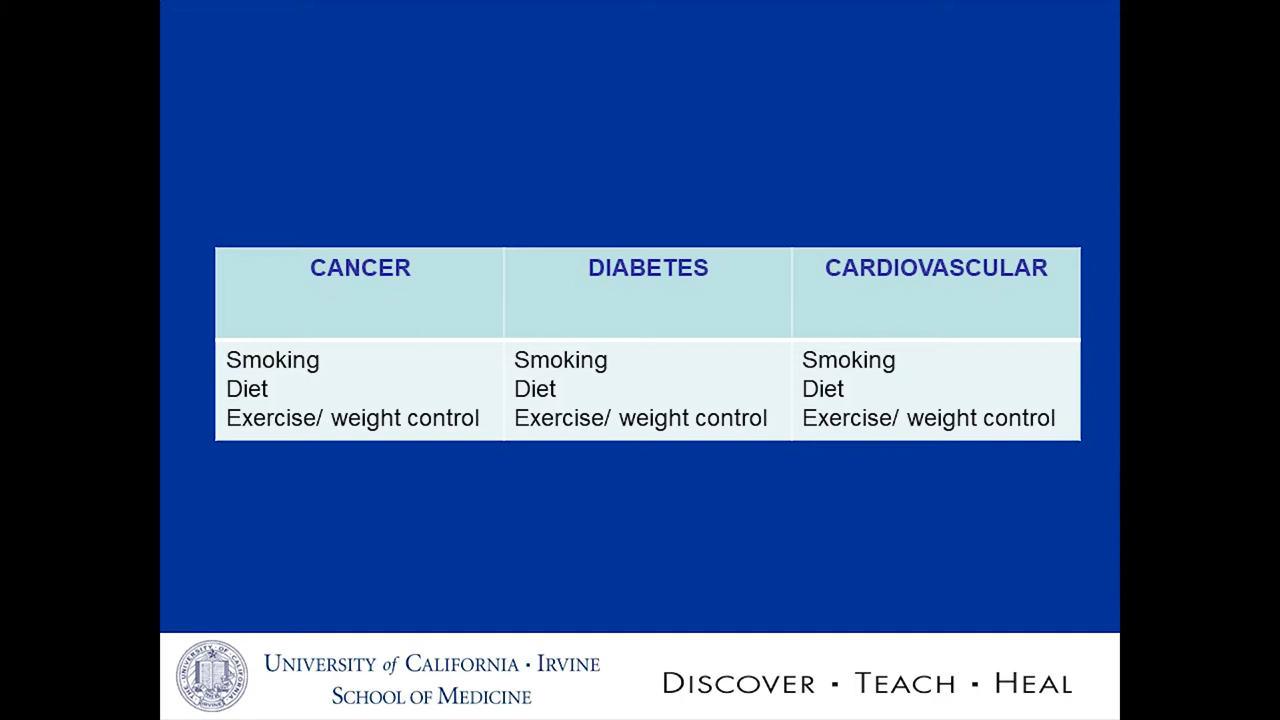 CANCER
DIABETES
CARDIOVASCULAR
Smoking
Diet
Exercise/ weight control
Smoking
Diet
Exercise/ weight control
Smoking
Diet
Exercise/ weight control
UNIVERSITY of CALIFORNIA · IRVINE
SCHOOL OF MEDICINE
DISCOVER · TEACH · HEAL